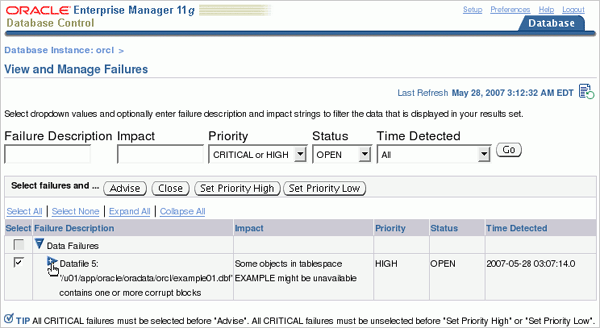 ORACLE Enterprise Manager 11g
Database Control
Setup Preferences Help Logout
Database
Database Instance: orcl >
View and Manage Failures
Last Refresh May 28, 2007 3:12:32 AM EDT
Select dropdown values and optionally enter failure description and impact strings to filter the data that is displayed in your results set.
Failure Description Impact Priority Status Time Detected
CRITICAL or HIGH OPEN All Go
Select failures and ... Advise Close Set Priority High Set Priority Low
Select All | Select None | Expand All | Collapse All
Select Failure Description Impact Priority Status Time Detected
Data Failures
Datafile 5: Some objects in tablespace HIGH OPEN 2007-05-28 03:07:14.0
'/u01/app/oracle/oradata/orcl/example01.dbf' EXAMPLE might be unavailable
contains one or more corrupt blocks
TIP All CRITICAL failures must be selected before "Advise". All CRITICAL failures must be unselected before "Set Priority High" or "Set Priority Low".